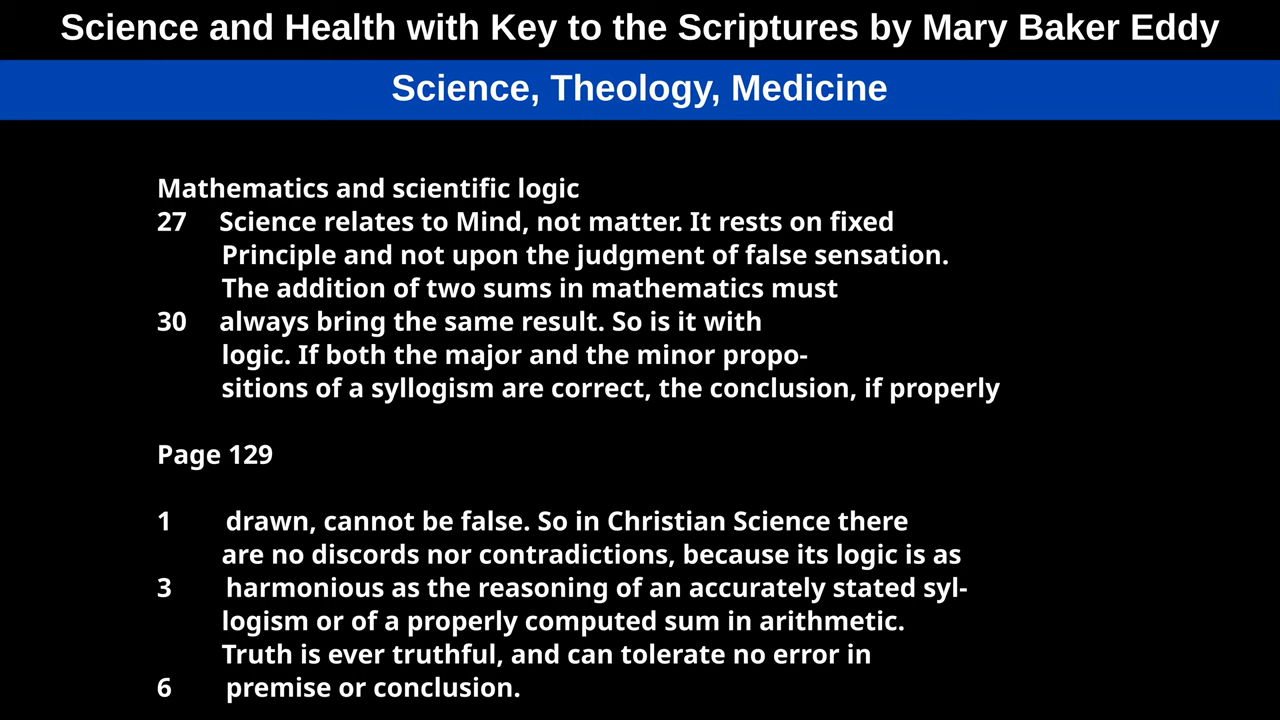 Science and Health with Key to the Scriptures by Mary Baker Eddy
Science, Theology, Medicine
Mathematics and scientific logic
27 Science relates to Mind, not matter. It rests on fixed
Principle and not upon the judgment of false sensation.
The addition of two sums in mathematics must
30 always bring the same result. So is it with
logic. If both the major and the minor propo-
sitions of a syllogism are correct, the conclusion, if properly
Page 129
1 drawn, cannot be false. So in Christian Science there
are no discords nor contradictions, because its logic is as
3 harmonious as the reasoning of an accurately stated syl-
logism or of a properly computed sum in arithmetic.
Truth is ever truthful, and can tolerate no error in
6 premise or conclusion.